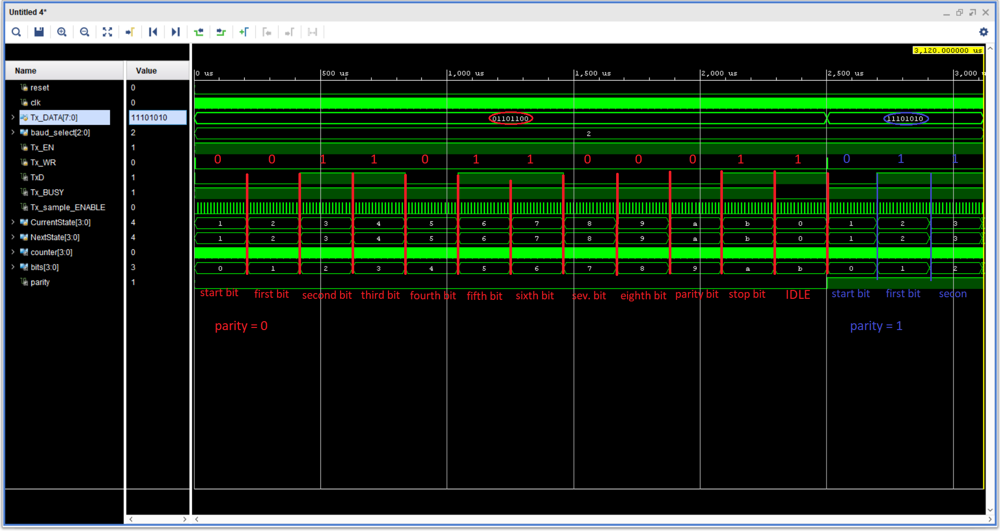 Untitled 4*
3,120.000000 us
Name Value
0 us 500 us 1,000 us 1,500 us 2,000 us 2,500 us 3,000
reset 0
clk 0
Tx_DATA[7:0] 11101010 01101100 11101010
baud_select[2:0] 2 2
Tx_EN 1
0 0 1 1 0 1 1 0 0 0 1 1 0 1 1
Tx_WR 0
TxD 1
Tx_BUSY 1
Tx_sample_ENABLE 0
CurrentState[3:0] 4 1 2 3 4 5 6 7 8 9 a b 0 1 2 3
NextState[3:0] 4 1 2 3 4 5 6 7 8 9 a b 0 1 2 3
counter[3:0] 0
bits[3:0] 3 0 1 2 3 4 5 6 7 8 9 a b 0 1 2
parity 1
start bit first bit second bit third bit fourth bit fifth bit sixth bit sev. bit eighth bit parity bit stop bit IDLE start bit first bit secon
parity = 0 parity = 1